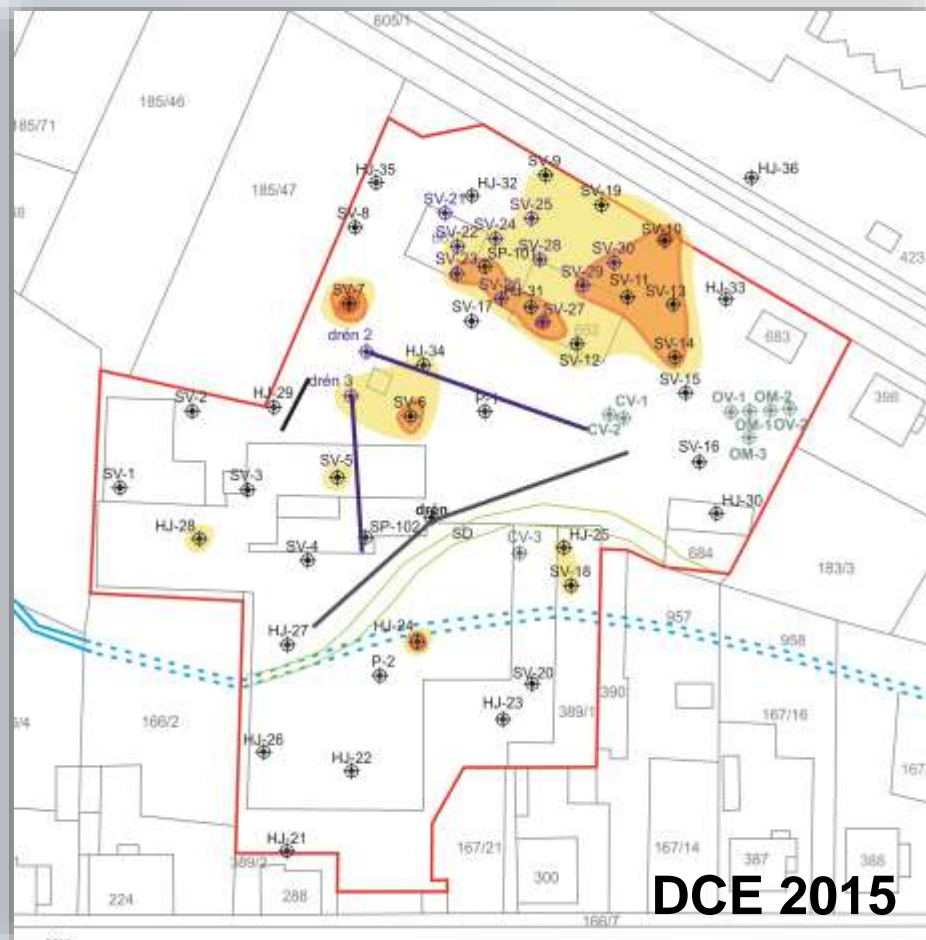 605/1
185/46
185/71
185/47
HJ-35
SV-9
HJ-36
HJ-32
SV-19
SV-21
SV-25
SV-8
SV-24
SV-10
SV-22
SV-28
SV-30
423
SV-23
SP-101
SV-29
SV-11
SV-7
HJ-31
SV-13
HJ-33
SV-17
SV-27
drén 2
683
SV-12
HJ-34
SV-14
drén 3
SV-15
SV-2
HJ-29
SV-6
P-1
CV-1
CV-2
OV-1
OM-2
OM-1
OV-2
OM-3
SV-16
SV-1
SV-3
SV-5
HJ-30
drén
HJ-28
SP-102
SD
CV-3
HJ-25
SV-4
684
SV-18
183/3
957
958
HJ-27
HJ-24
P-2
SV-20
390
389/1
HJ-23
166/2
167/16
HJ-26
HJ-22
HJ-21
389/2
167/21
167/14
387
388
300
224
288
DCE 2015
166/7